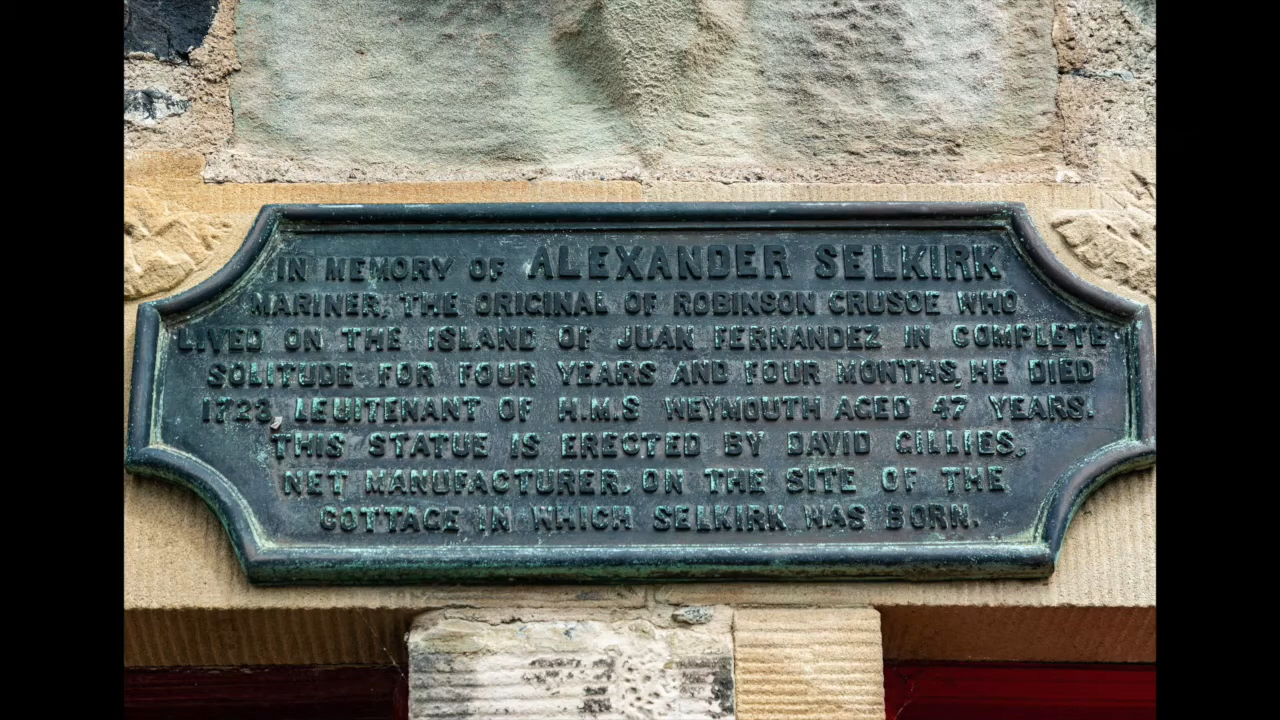 IN MEMORY OF ALEXANDER SELKIRK
MARINER, THE ORIGINAL OF ROBINSON CRUSOE WHO
LIVED ON THE ISLAND OF JUAN FERNANDEZ IN COMPLETE
SOLITUDE FOR FOUR YEARS AND FOUR MONTHS, HE DIED
1723, LEUITENANT OF H.M.S WEYMOUTH AGED 47 YEARS.
THIS STATUE IS ERECTED BY DAVID GILLIES,
NET MANUFACTURER, ON THE SITE OF THE
COTTAGE IN WHICH SELKIRK WAS BORN.